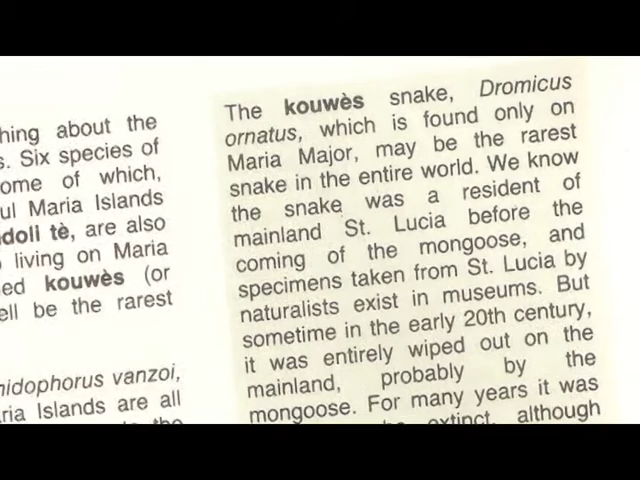 hing about the
s. Six species of
ome of which,
ul Maria Islands
doli tè, are also
living on Maria
ed kouwès (or
ell be the rarest
nidophorus vanzoi,
ria Islands are all
the
The kouwès snake, Dromicus
ornatus, which is found only on
Maria Major, may be the rarest
snake in the entire world. We know
the snake was a resident of
mainland St. Lucia before the
coming of the mongoose, and
specimens taken from St. Lucia by
naturalists exist in museums. But
sometime in the early 20th century,
it was entirely wiped out on the
mainland, probably by the
mongoose. For many years it was
extinct, although